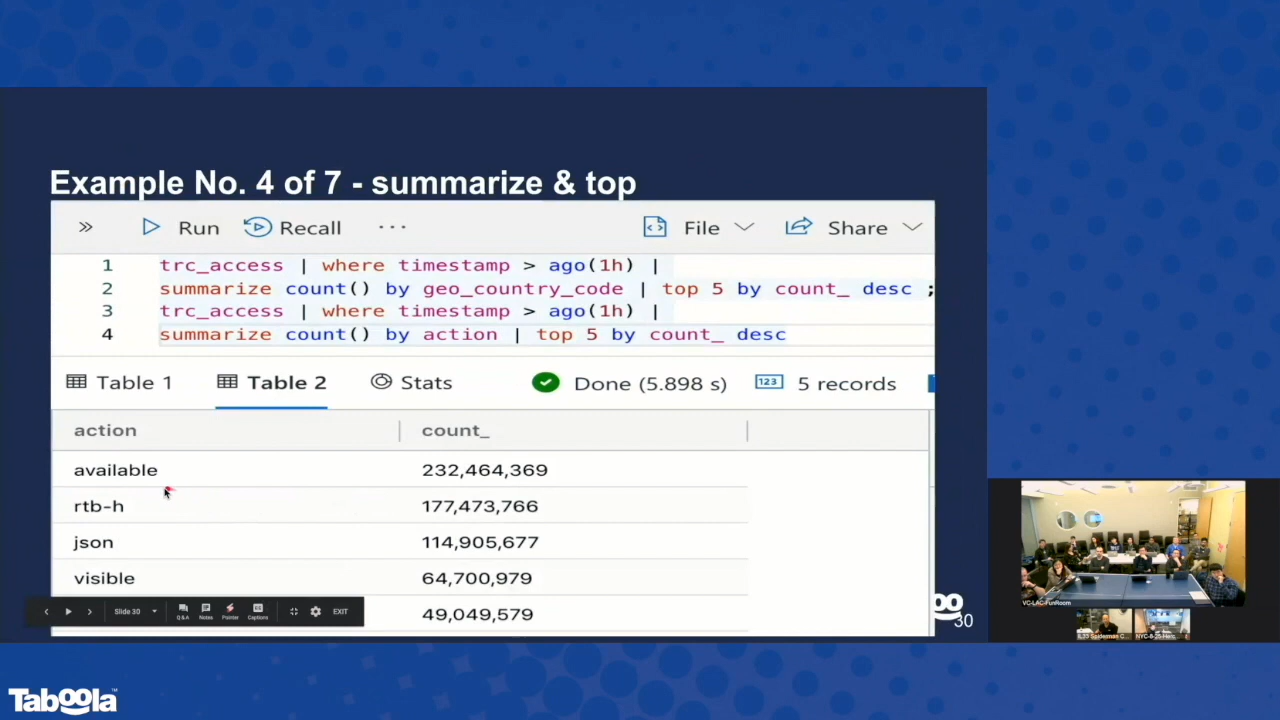 Example No. 4 of 7 - summarize & top
Run Recall ... File Share
1 trc_access | where timestamp > ago(1h) |
2 summarize count() by geo_country_code | top 5 by count_ desc ;
3 trc_access | where timestamp > ago(1h) |
4 summarize count() by action | top 5 by count_ desc
Table 1 Table 2 Stats Done (5.898 s) 123 5 records
action count_
available 232,464,369
rtb-h 177,473,766
json 114,905,677
visible 64,700,979
49,049,579
Slide 30 Q&A Notes Pointer Captions EXIT
30
VC-LAC-FunRoom
Taboola